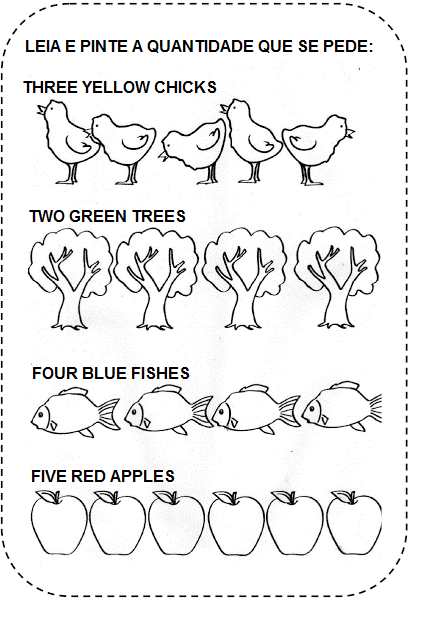 LEIA E PINTE A QUANTIDADE QUE SE PEDE:
THREE YELLOW CHICKS
TWO GREEN TREES
FOUR BLUE FISHES
FIVE RED APPLES